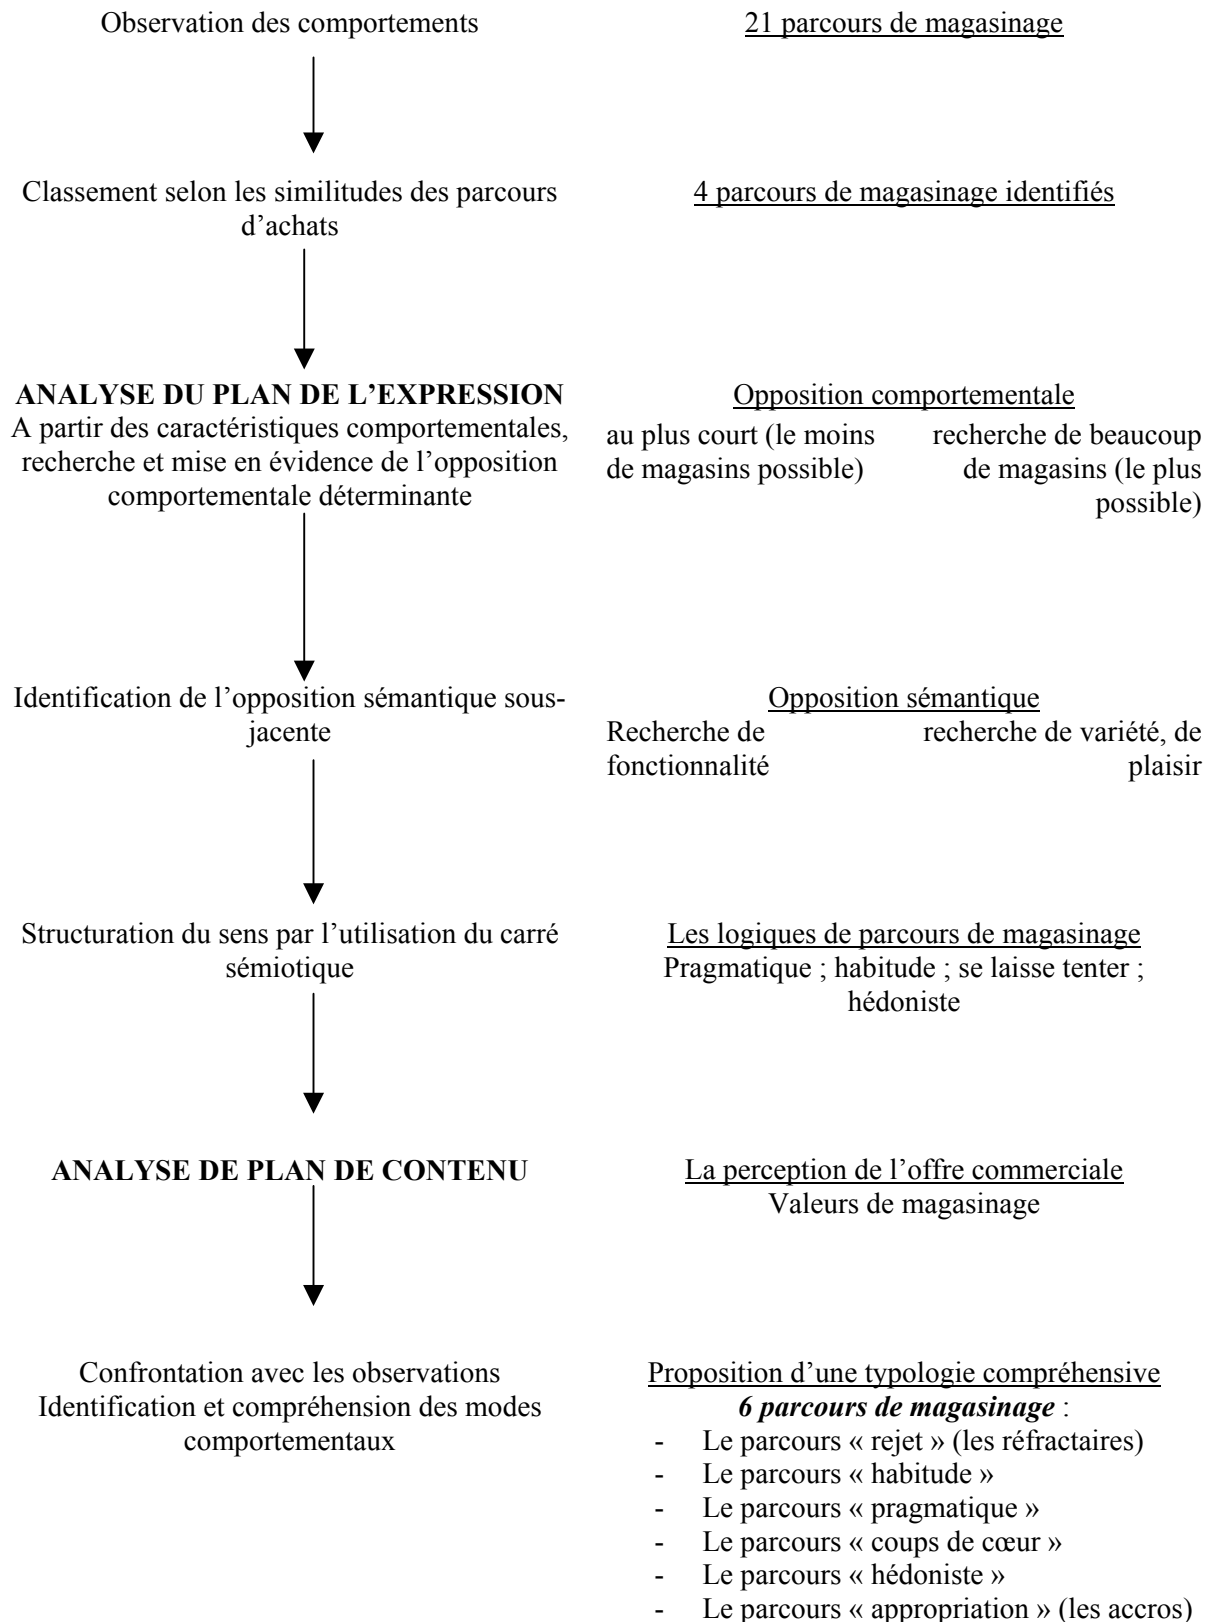 Observation des comportements
21 parcours de magasinage
Classement selon les similitudes des parcours
d’achats
4 parcours de magasinage identifiés
ANALYSE DU PLAN DE L’EXPRESSION
A partir des caractéristiques comportementales,
recherche et mise en évidence de l’opposition
comportementale déterminante
Opposition comportementale
au plus court (le moins
de magasins possible)
recherche de beaucoup
de magasins (le plus
possible)
Identification de l’opposition sémantique sous-
jacente
Opposition sémantique
Recherche de
fonctionnalité
recherche de variété, de
plaisir
Structuration du sens par l’utilisation du carré
sémiotique
Les logiques de parcours de magasinage
Pragmatique ; habitude ; se laisse tenter ;
hédoniste
ANALYSE DE PLAN DE CONTENU
La perception de l’offre commerciale
Valeurs de magasinage
Confrontation avec les observations
Identification et compréhension des modes
comportementaux
Proposition d’une typologie compréhensive
6 parcours de magasinage :
- Le parcours « rejet » (les réfractaires)
- Le parcours « habitude »
- Le parcours « pragmatique »
- Le parcours « coups de cœur »
- Le parcours « hédoniste »
- Le parcours « appropriation » (les accros)